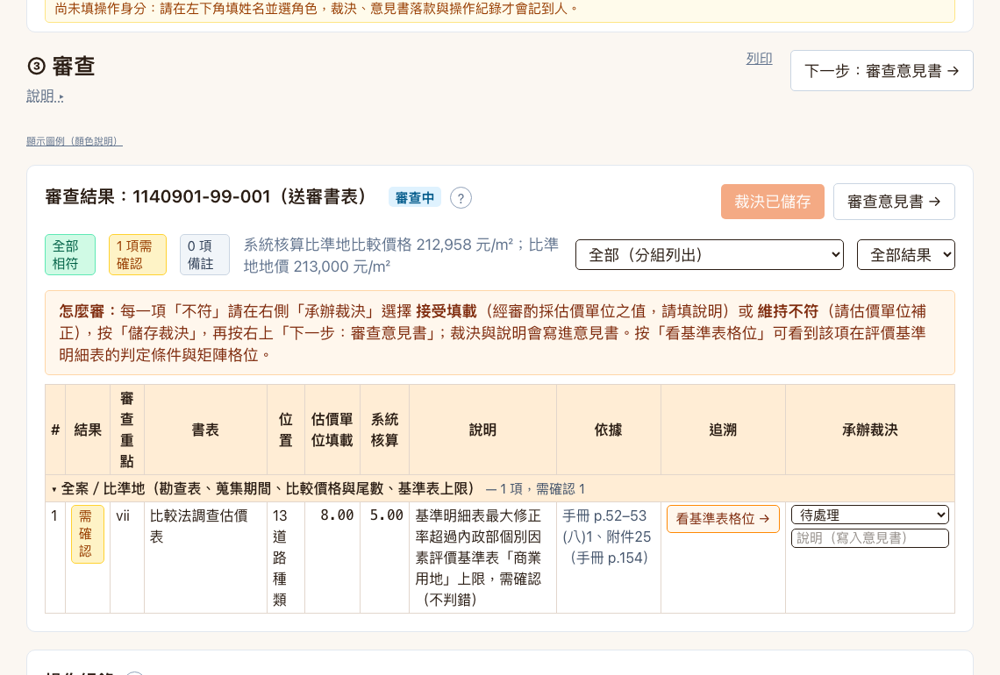 尚未填操作身分：請在左下角填姓名並選角色，裁決、意見書落款與操作紀錄才會記到人。
③ 審查
列印
下一步：審查意見書 →
說明 ▸
顯示圖例（顏色說明）
審查結果：1140901-99-001（送審書表）
審查中
?
裁決已儲存
審查意見書 →
全部
相符
1 項需
確認
0 項
備註
系統核算比準地比較價格 212,958 元/m²；比準
地地價 213,000 元/m²
全部（分組列出）
全部結果
怎麼審：每一項「不符」請在右側「承辦裁決」選擇 接受填載（經審酌採估價單位之值，請填說明）或 維持不符（請估價單位補
正），按「儲存裁決」，再按右上「下一步：審查意見書」；裁決與說明會寫進意見書。按「看基準表格位」可看到該項在評價基準
明細表的判定條件與矩陣格位。
#
結果
審
查
重
點
書表
位
置
估價單
位填載
系統
核算
說明
依據
追溯
承辦裁決
▾ 全案 / 比準地（勘查表、蒐集期間、比較價格與尾數、基準表上限） — 1 項，需確認 1
1
需
確
認
vii
比較法調查估價
表
13
道
路
種
類
8.00
5.00
基準明細表最大修正
率超過內政部個別因
素評價基準表「商業
用地」上限，需確認
（不判錯）
手冊 p.52–53
(八)1、附件25
（手冊 p.154）
看基準表格位 →
待處理
說明（寫入意見書）